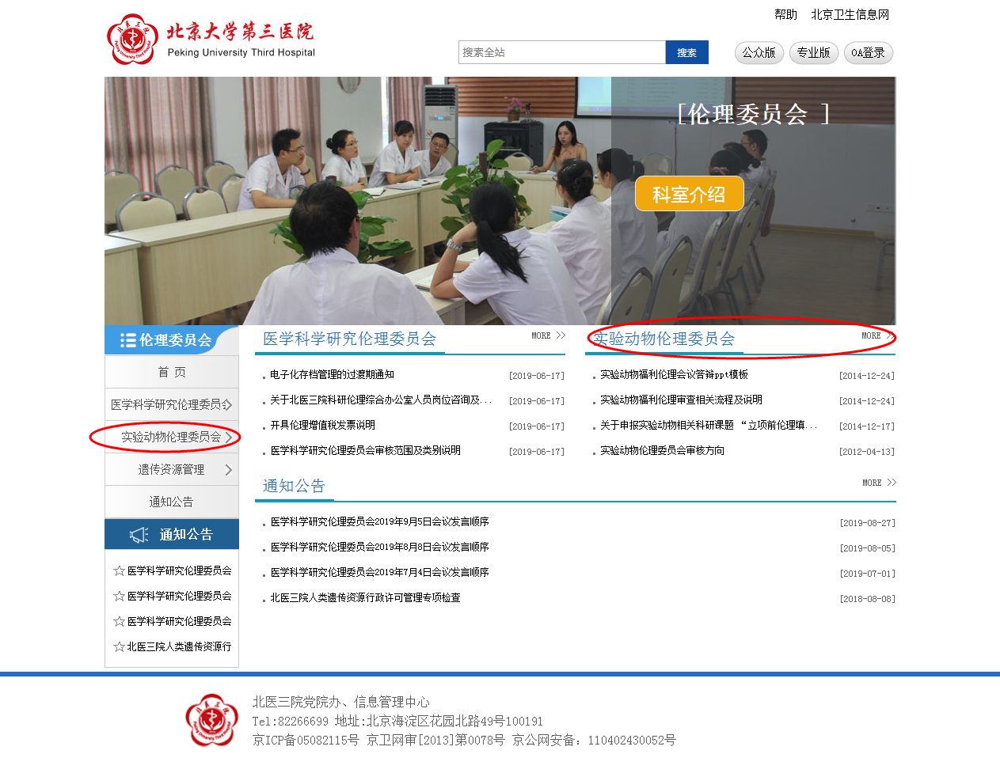 帮助 北京卫生信息网
北京大学第三医院
Peking University Third Hospital
搜索全站 搜索 公众版 专业版 OA登录
[伦理委员会 ]
科室介绍
伦理委员会
首 页
医学科学研究伦理委员会
实验动物伦理委员会
遗传资源管理
通知公告
通知公告
☆医学科学研究伦理委员会
☆医学科学研究伦理委员会
☆医学科学研究伦理委员会
☆北医三院人类遗传资源行
医学科学研究伦理委员会 MORE >>
电子化存档管理的过渡期通知 [2019-06-17]
关于北医三院科研伦理综合办公室人员岗位咨询及... [2019-06-17]
开具伦理增值税发票说明 [2019-06-17]
医学科学研究伦理委员会审核范围及类别说明 [2019-06-17]
实验动物伦理委员会 MORE >>
实验动物福利伦理会议答辩ppt模板 [2014-12-24]
实验动物福利伦理审查相关流程及说明 [2014-12-24]
关于申报实验动物相关科研课题 “立项前伦理填... [2014-12-17]
实验动物伦理委员会审核方向 [2012-04-13]
通知公告 MORE >>
医学科学研究伦理委员会2019年9月5日会议发言顺序 [2019-08-27]
医学科学研究伦理委员会2019年8月8日会议发言顺序 [2019-08-05]
医学科学研究伦理委员会2019年7月4日会议发言顺序 [2019-07-01]
北医三院人类遗传资源行政许可管理专项检查 [2018-08-08]
北医三院党院办、信息管理中心
Tel:82266699 地址:北京海淀区花园北路49号100191
京ICP备05082115号 京卫网审[2013]第0078号 京公网安备：110402430052号